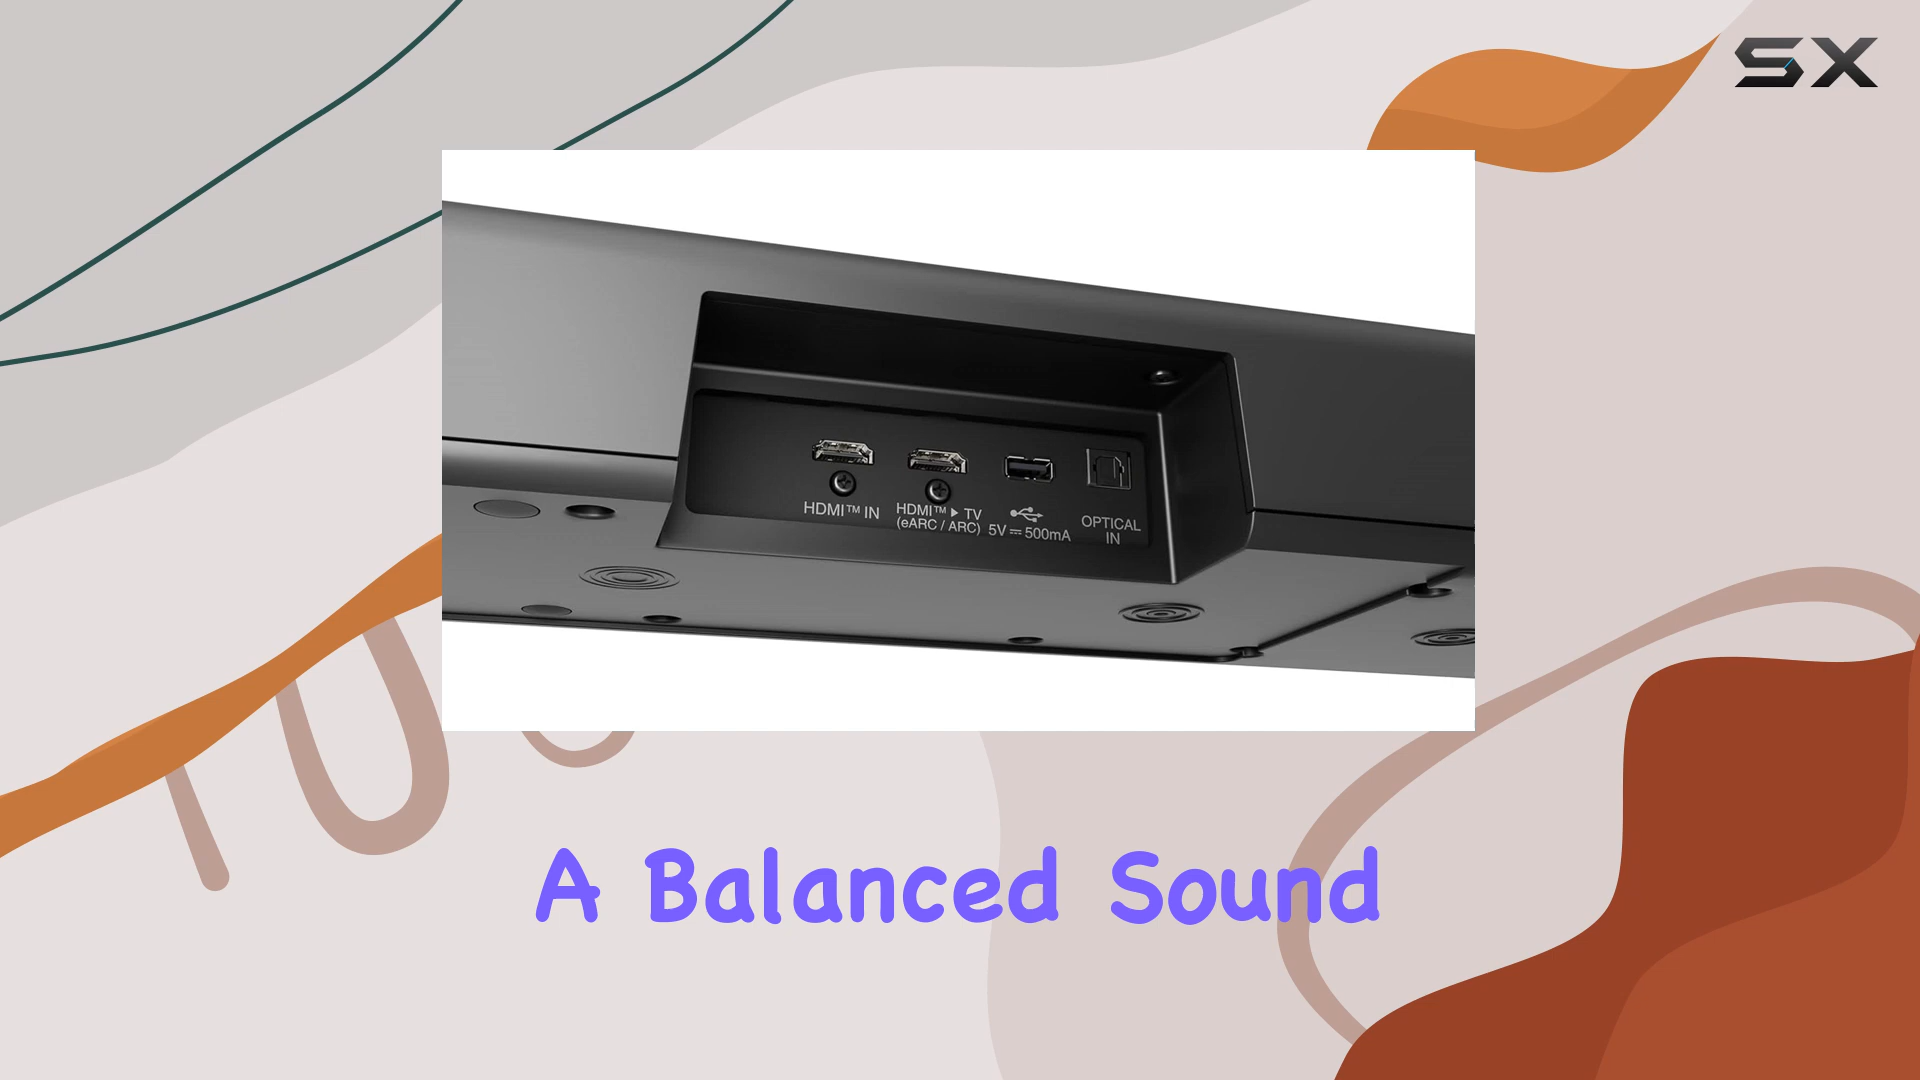 SX
HDMI™ IN
HDMI™ ▶ TV
(eARC / ARC)
5V ⎓ 500mA
OPTICAL
IN
A Balanced Sound